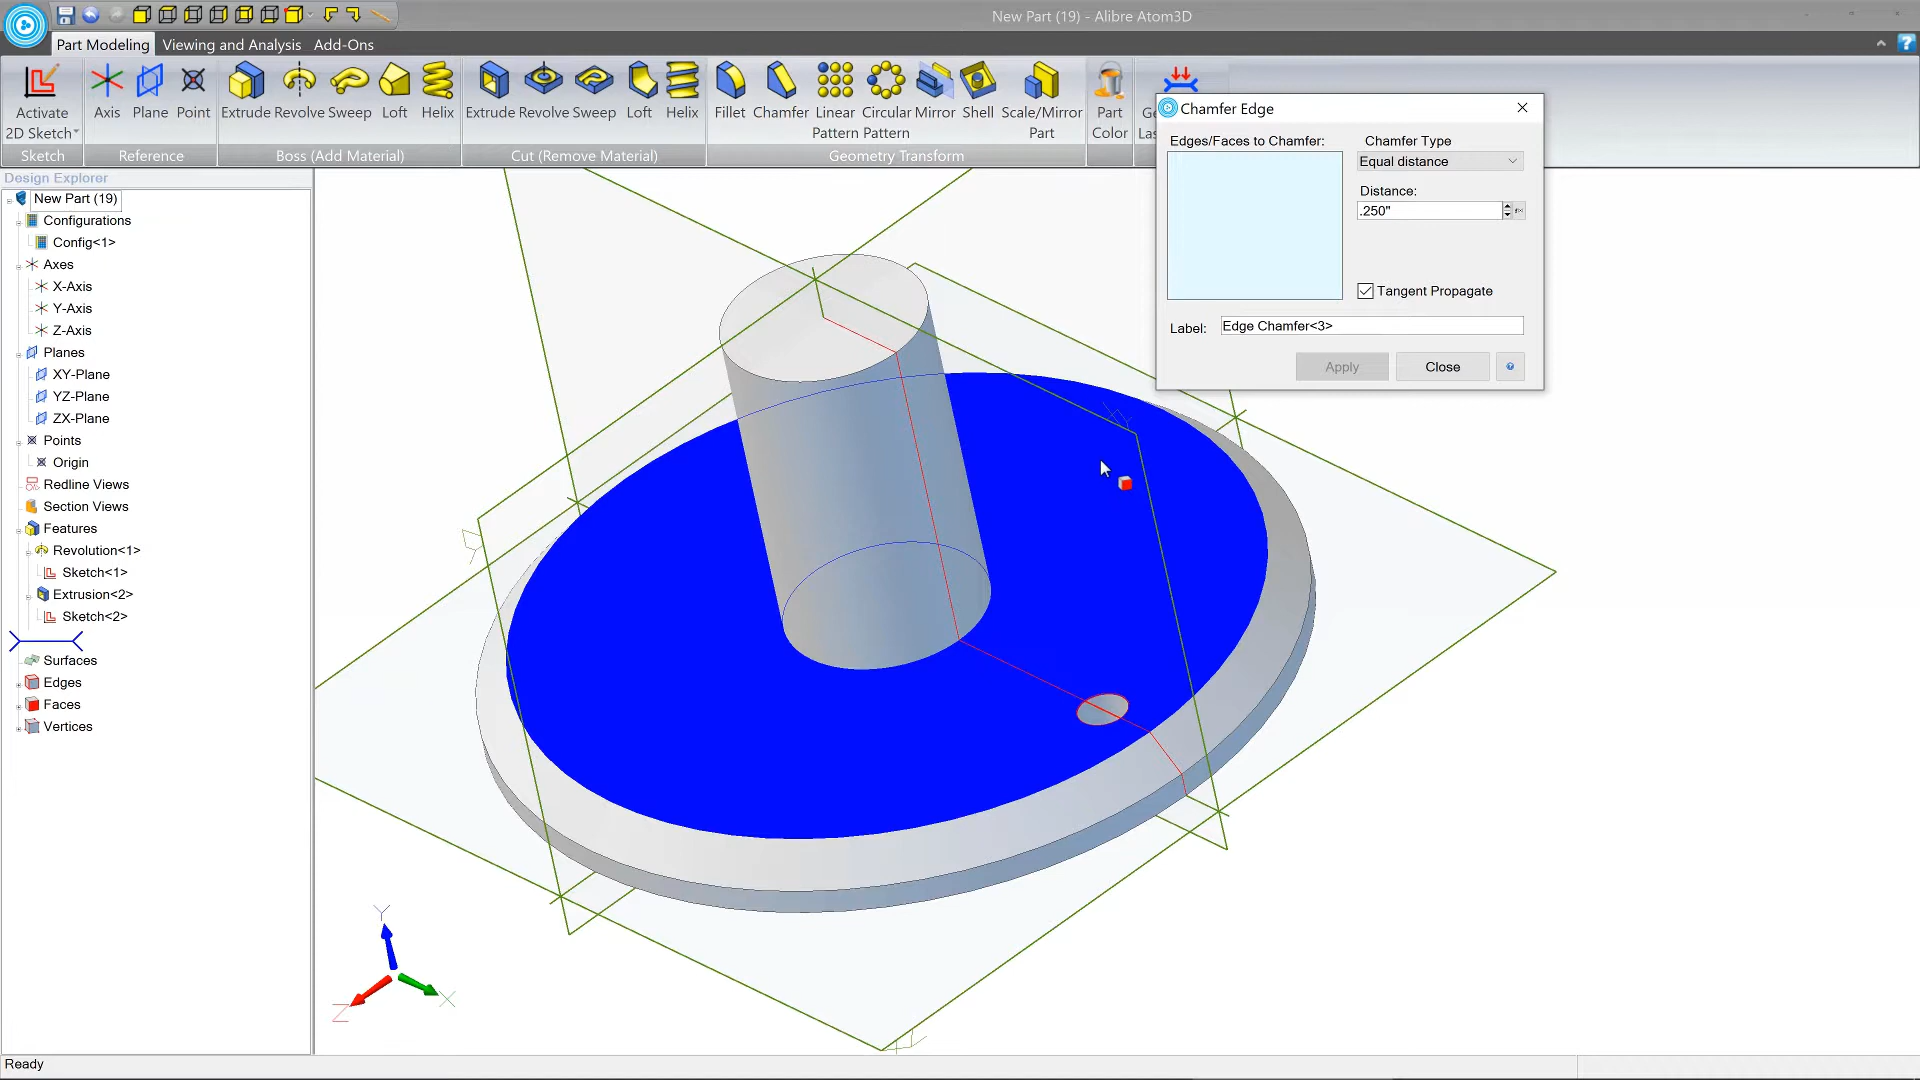 New Part (19) - Alibre Atom3D
Part Modeling Viewing and Analysis Add-Ons
Activate 2D Sketch
Axis Plane Point
Extrude Revolve Sweep Loft Helix
Extrude Revolve Sweep Loft Helix
Fillet Chamfer Linear Pattern Circular Pattern Mirror Shell Scale/Mirror Part
Part Color
Sketch Reference Boss (Add Material) Cut (Remove Material) Geometry Transform
Design Explorer
New Part (19)
Configurations
Config<1>
Axes
X-Axis
Y-Axis
Z-Axis
Planes
XY-Plane
YZ-Plane
ZX-Plane
Points
Origin
Redline Views
Section Views
Features
Revolution<1>
Sketch<1>
Extrusion<2>
Sketch<2>
Surfaces
Edges
Faces
Vertices
Chamfer Edge
Edges/Faces to Chamfer:
Chamfer Type
Equal distance
Distance:
.250"
Tangent Propagate
Label: Edge Chamfer<3>
Apply Close
Y
X
Z
Ready